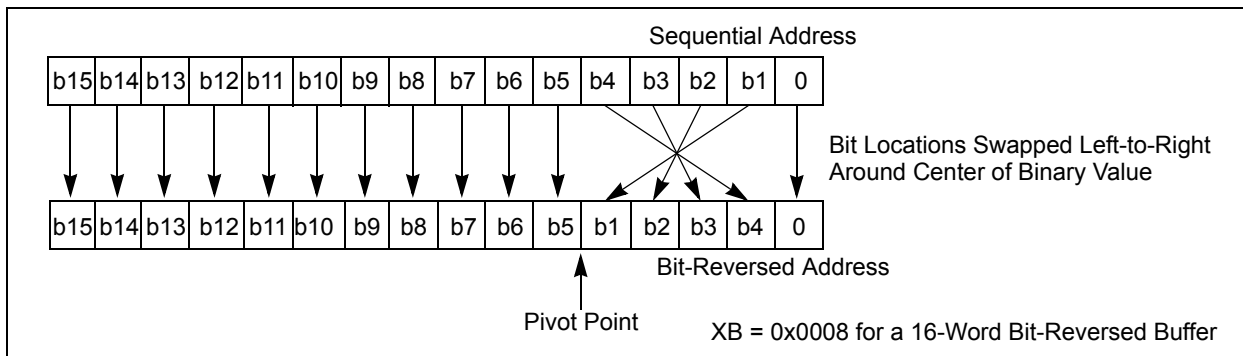 Sequential Address
b15 b14 b13 b12 b11 b10 b9 b8 b7 b6 b5 b4 b3 b2 b1 0
Bit Locations Swapped Left-to-Right
Around Center of Binary Value
b15 b14 b13 b12 b11 b10 b9 b8 b7 b6 b5 b1 b2 b3 b4 0
Bit-Reversed Address
Pivot Point
XB = 0x0008 for a 16-Word Bit-Reversed Buffer